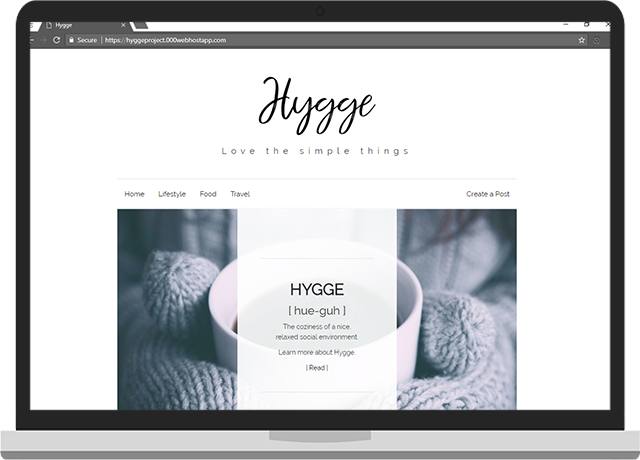 Hygge
Secure | https://hyggeproject.000webhostapp.com
Hygge
Love the simple things
Home Lifestyle Food Travel Create a Post
HYGGE
[ hue-guh ]
The coziness of a nice.
relaxed social environment.
Learn more about Hygge.
| Read |